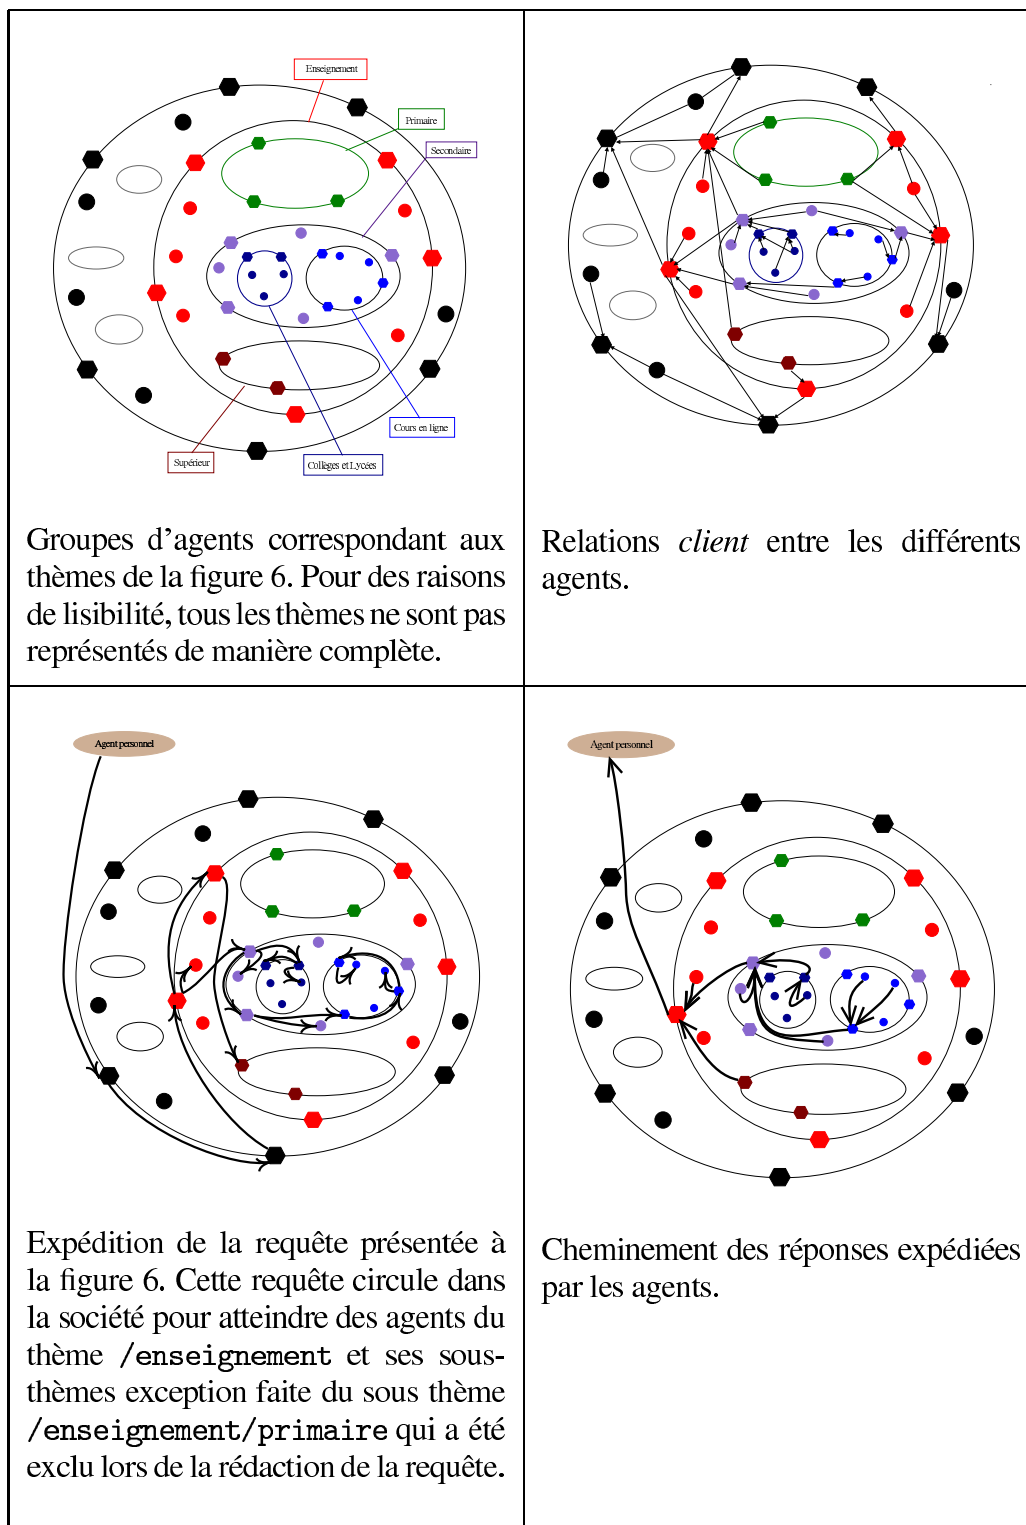 Enseignement
Primaire
Secondaire
Cours en ligne
Supérieur
Collèges et Lycées
Groupes d'agents correspondant aux
thèmes de la figure 6. Pour des raisons
de lisibilité, tous les thèmes ne sont pas
représentés de manière complète.
Relations client entre les différents
agents.
Agent personnel
Expédition de la requête présentée à
la figure 6. Cette requête circule dans
la société pour atteindre des agents du
thème /enseignement et ses sous-
thèmes exception faite du sous thème
/enseignement/primaire qui a été
exclu lors de la rédaction de la requête.
Agent personnel
Cheminement des réponses expédiées
par les agents.